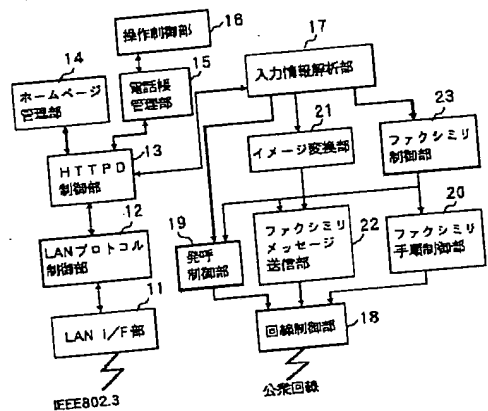 操作制御部
16
17
14
15
入力情報解析部
ホームページ
管理部
電話帳
管理部
21
23
13
イメージ変換部
ファクシミリ
制御部
HTTPD
制御部
12
19
20
LANプロトコル
制御部
発呼
制御部
ファクシミリ
メッセージ
送信部
22
ファクシミリ
手順制御部
11
18
LAN I/F部
回線制御部
IEEE802.3
公衆回線